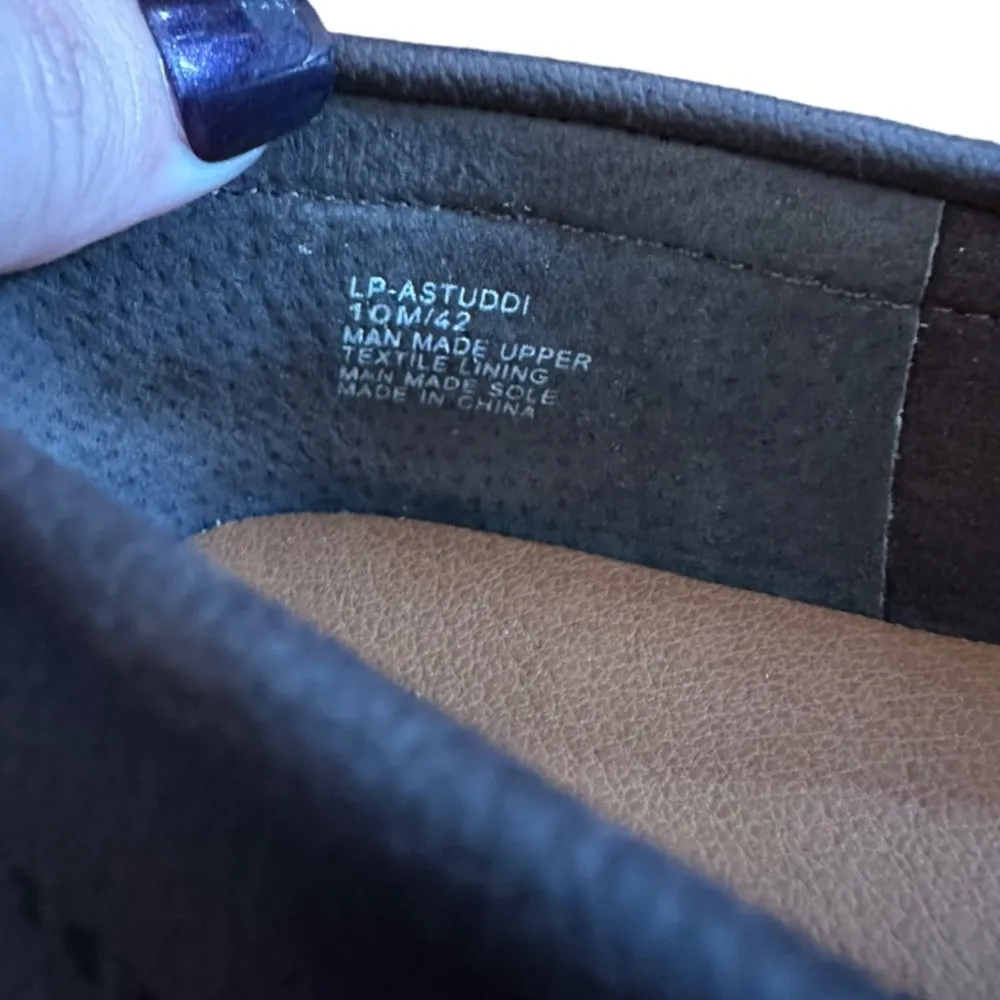 LP-ASTUDDI
10M/42
MAN MADE UPPER
TEXTILE LINING
MAN MADE SOLE
MADE IN CHINA